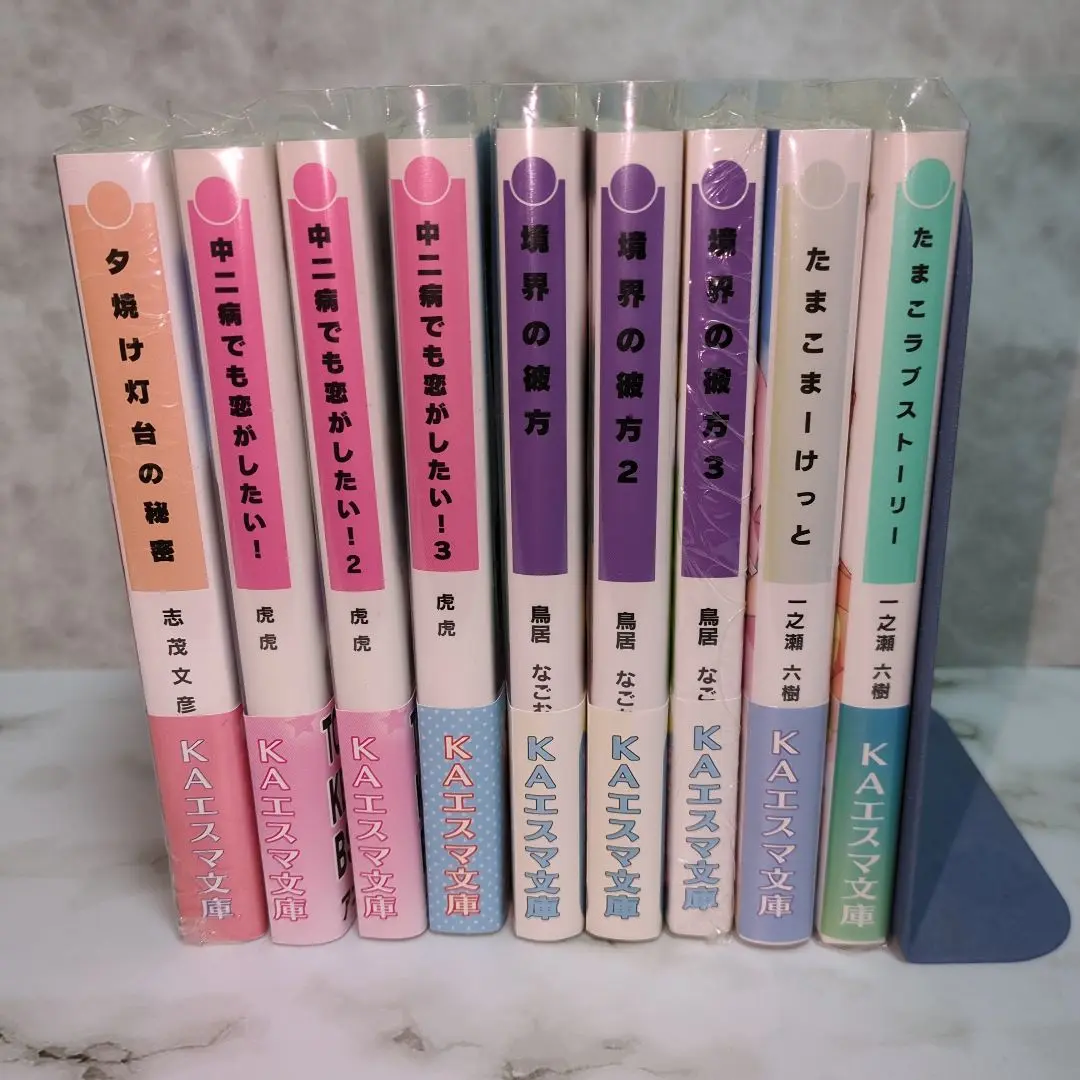 夕焼け灯台の秘密
志茂文彦
KAエスマ文庫
中二病でも恋がしたい!
虎虎
KAエスマ文庫
中二病でも恋がしたい!2
虎虎
KAエスマ文庫
中二病でも恋がしたい!3
虎虎
KAエスマ文庫
境界の彼方
鳥居 なごむ
KAエスマ文庫
境界の彼方2
鳥居 なご
KAエスマ文庫
境界の彼方3
鳥居 なご
KAエスマ文庫
たまこまーけっと
一之瀬 六樹
KAエスマ文庫
たまこラブストーリー
一之瀬 六樹
KAエスマ文庫